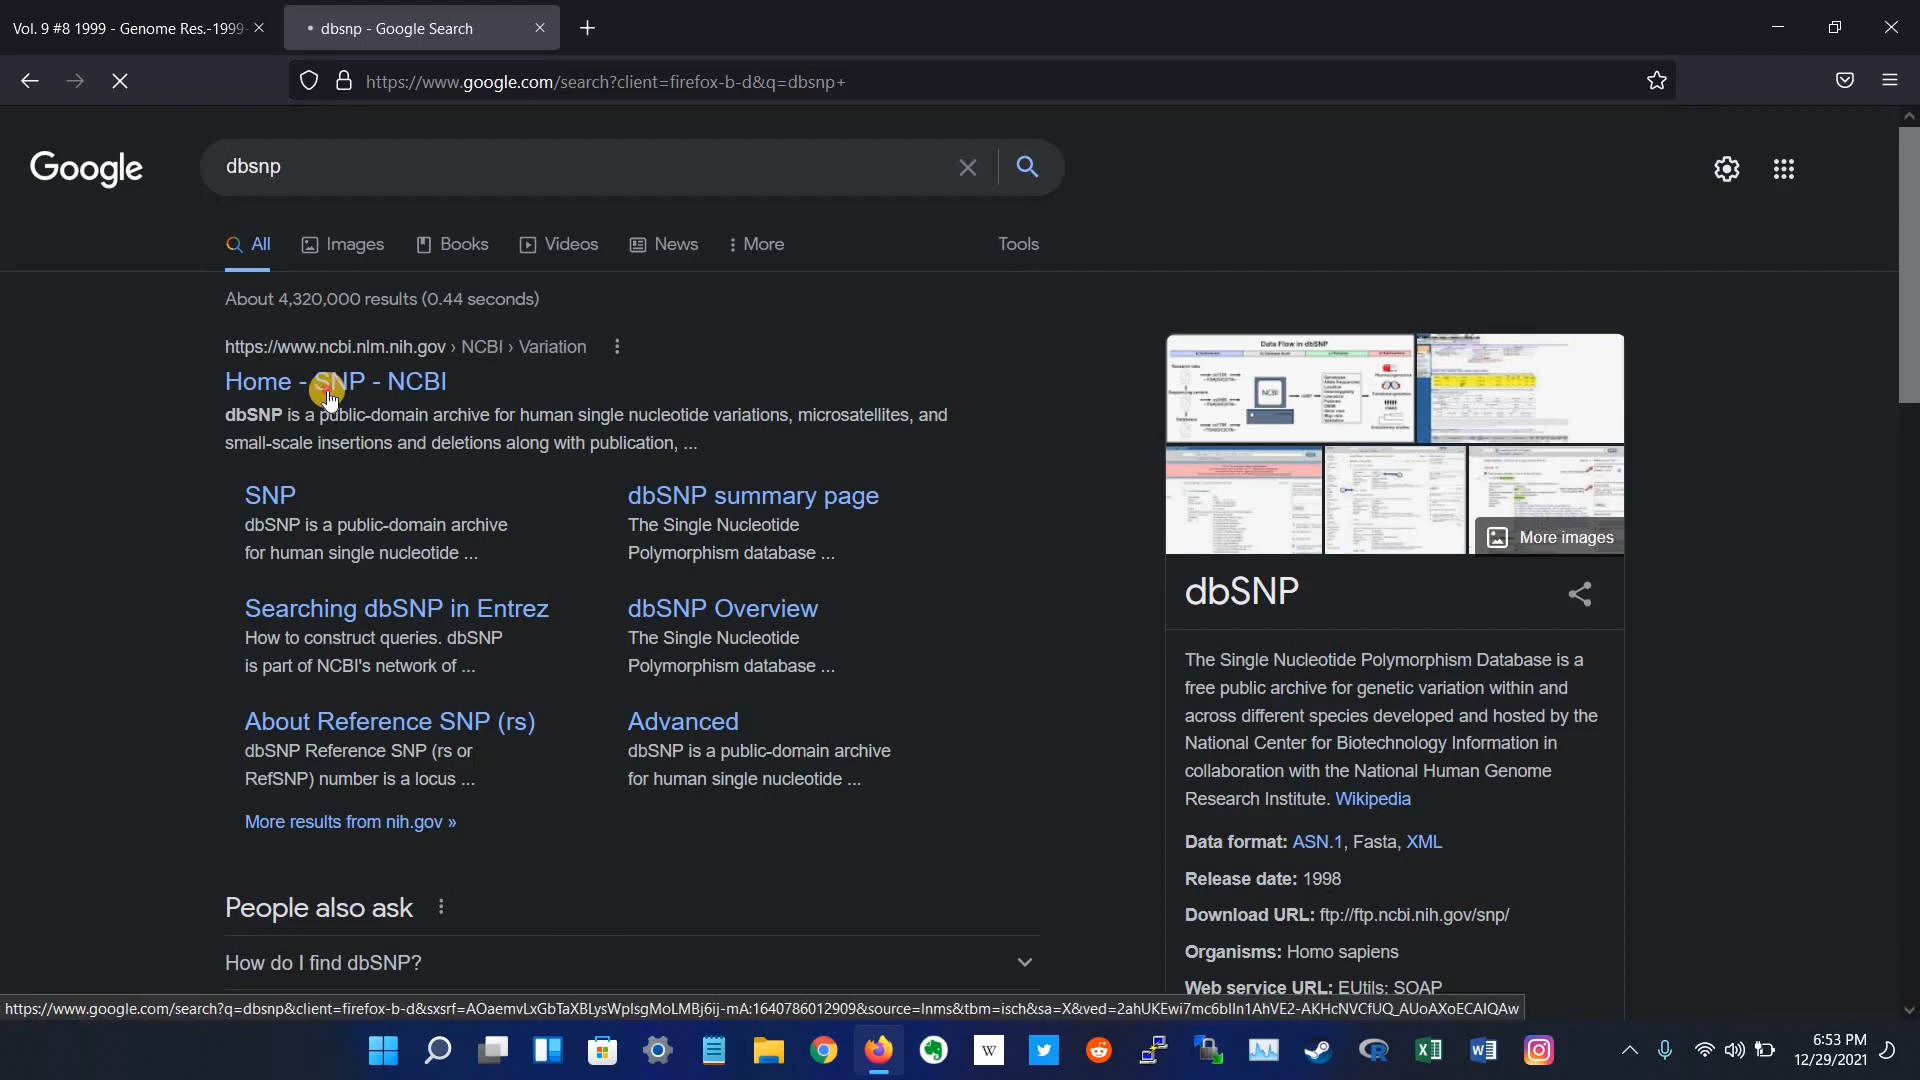 Vol. 9 #8 1999 - Genome Res.-1999-
dbsnp - Google Search
https://www.google.com/search?client=firefox-b-d&q=dbsnp+
Google
dbsnp
All
Images
Books
Videos
News
More
Tools
About 4,320,000 results (0.44 seconds)
https://www.ncbi.nlm.nih.gov › NCBI › Variation
Home - SNP - NCBI
dbSNP is a public-domain archive for human single nucleotide variations, microsatellites, and
small-scale insertions and deletions along with publication, ...
SNP
dbSNP is a public-domain archive
for human single nucleotide ...
dbSNP summary page
The Single Nucleotide
Polymorphism database ...
Searching dbSNP in Entrez
How to construct queries. dbSNP
is part of NCBI's network of ...
dbSNP Overview
The Single Nucleotide
Polymorphism database ...
About Reference SNP (rs)
dbSNP Reference SNP (rs or
RefSNP) number is a locus ...
Advanced
dbSNP is a public-domain archive
for human single nucleotide ...
More results from nih.gov »
People also ask
How do I find dbSNP?
Data Flow in dbSNP
NCBI
More images
dbSNP
The Single Nucleotide Polymorphism Database is a
free public archive for genetic variation within and
across different species developed and hosted by the
National Center for Biotechnology Information in
collaboration with the National Human Genome
Research Institute. Wikipedia
Data format: ASN.1, Fasta, XML
Release date: 1998
Download URL: ftp://ftp.ncbi.nih.gov/snp/
Organisms: Homo sapiens
Web service URL: EUtils; SOAP
https://www.google.com/search?q=dbsnp&client=firefox-b-d&sxsrf=
W
R
6:53 PM
12/29/2021